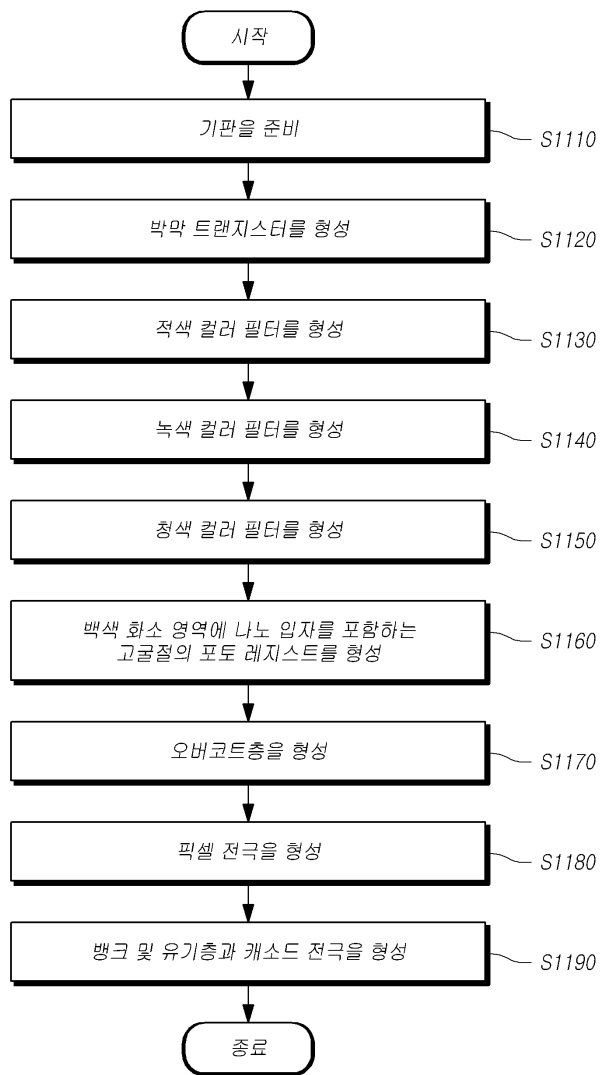 시작
기판을 준비
S1110
박막 트랜지스터를 형성
S1120
적색 컬러 필터를 형성
S1130
녹색 컬러 필터를 형성
S1140
청색 컬러 필터를 형성
S1150
백색 화소 영역에 나노 입자를 포함하는
고굴절의 포토 레지스트를 형성
S1160
오버코트층을 형성
S1170
픽셀 전극을 형성
S1180
뱅크 및 유기층과 캐소드 전극을 형성
S1190
종료